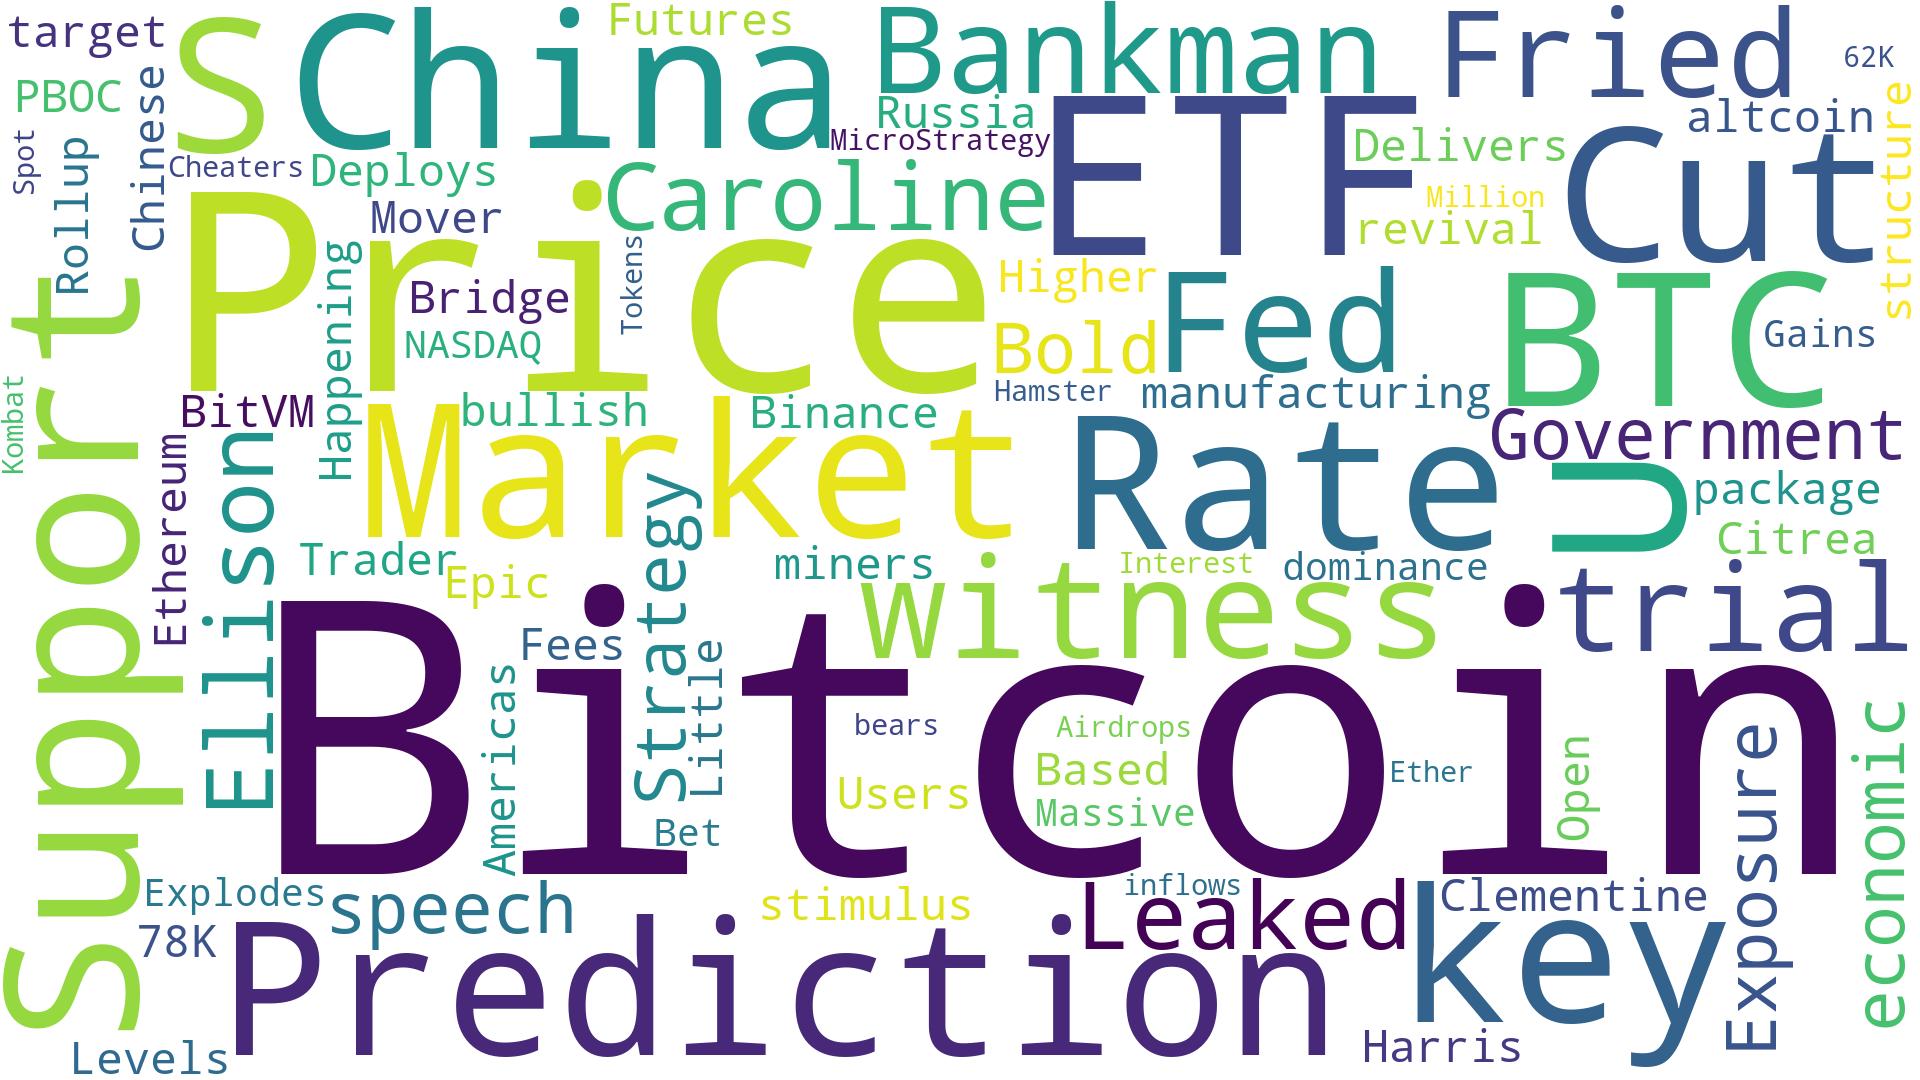 target
S
China
Futures
Bankman
Fried
62K
PBOC
Chinese
Russia
MicroStrategy
ETF
Delivers
altcoin
Cut
structure
Spot
Rollup
Cheaters
Deploys
Caroline
Million
revival
Mover
Price
Happening
Tokens
Bridge
NASDAQ
Higher
Bold
Fed
BTC
Gains
Support
Kombat
BitVM
bullish
Binance
Hamster
manufacturing
Government
Ethereum
Ellison
Market
Rate
U
package
Citrea
Trader
Epic
Strategy
miners
Interest
dominance
witness
trial
Bitcoin
Fees
Americas
Little
Bet
bears
Users
Airdrops
Based
Massive
Ether
Open
Exposure
economic
Explodes
78K
speech
stimulus
inflows
Leaked
key
Clementine
Prediction
Levels
Harris